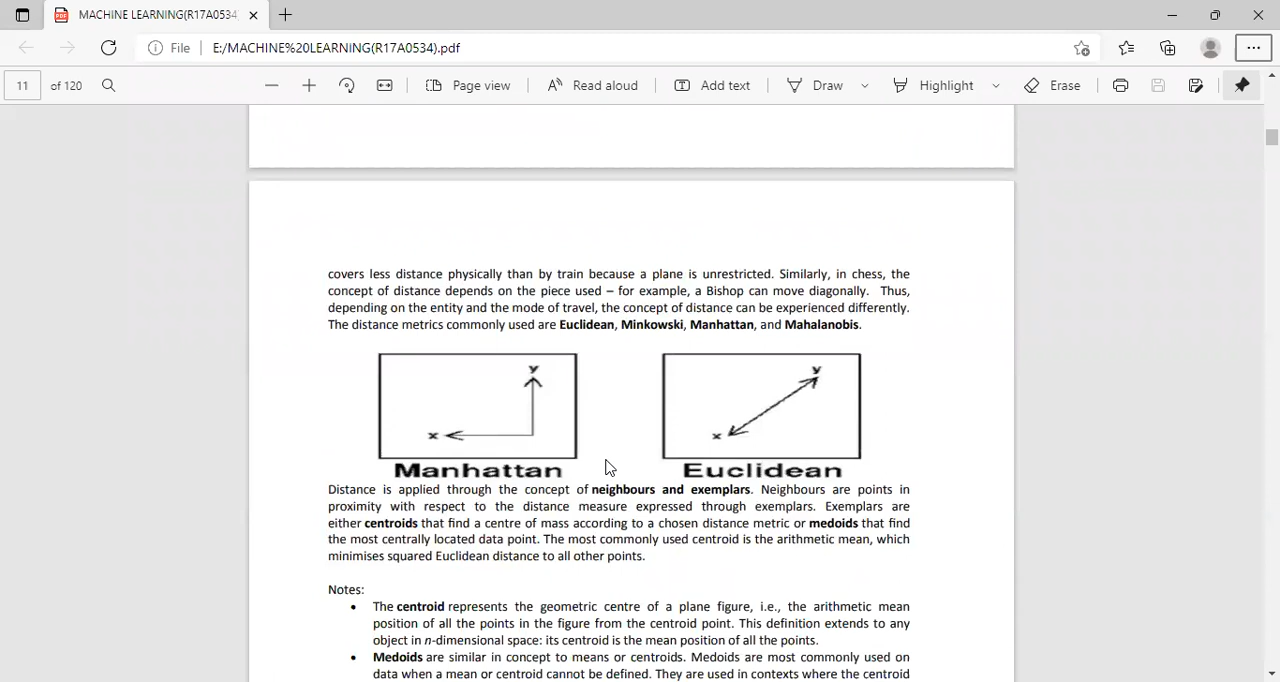 MACHINE LEARNING(R17A0534
File
E:/MACHINE%20LEARNING(R17A0534).pdf
11 of 120
Page view
Read aloud
Add text
Draw
Highlight
Erase
covers less distance physically than by train because a plane is unrestricted. Similarly, in chess, the
concept of distance depends on the piece used – for example, a Bishop can move diagonally. Thus,
depending on the entity and the mode of travel, the concept of distance can be experienced differently.
The distance metrics commonly used are Euclidean, Minkowski, Manhattan, and Mahalanobis.
y
x
Manhattan
y
x
Euclidean
Distance is applied through the concept of neighbours and exemplars. Neighbours are points in
proximity with respect to the distance measure expressed through exemplars. Exemplars are
either centroids that find a centre of mass according to a chosen distance metric or medoids that find
the most centrally located data point. The most commonly used centroid is the arithmetic mean, which
minimises squared Euclidean distance to all other points.
Notes:
• The centroid represents the geometric centre of a plane figure, i.e., the arithmetic mean
position of all the points in the figure from the centroid point. This definition extends to any
object in n-dimensional space: its centroid is the mean position of all the points.
• Medoids are similar in concept to means or centroids. Medoids are most commonly used on
data when a mean or centroid cannot be defined. They are used in contexts where the centroid